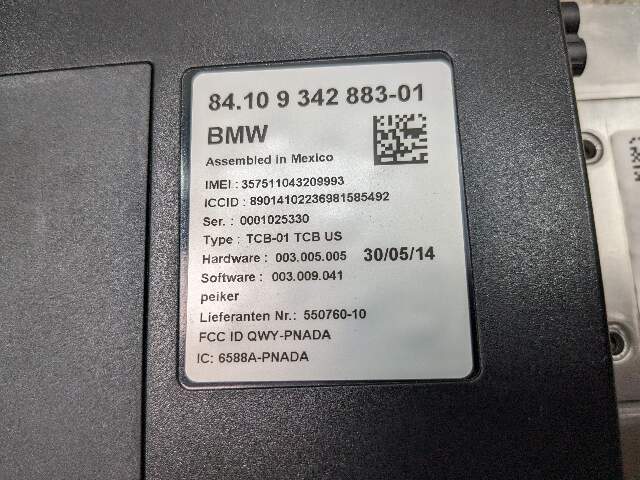 84.10 9 342 883-01
BMW
Assembled in Mexico
IMEI : 357511043209993
ICCID : 89014102236981585492
Ser. : 0001025330
Type : TCB-01 TCB US
Hardware : 003.005.005 30/05/14
Software : 003.009.041
peiker
Lieferanten Nr.: 550760-10
FCC ID QWY-PNADA
IC: 6588A-PNADA